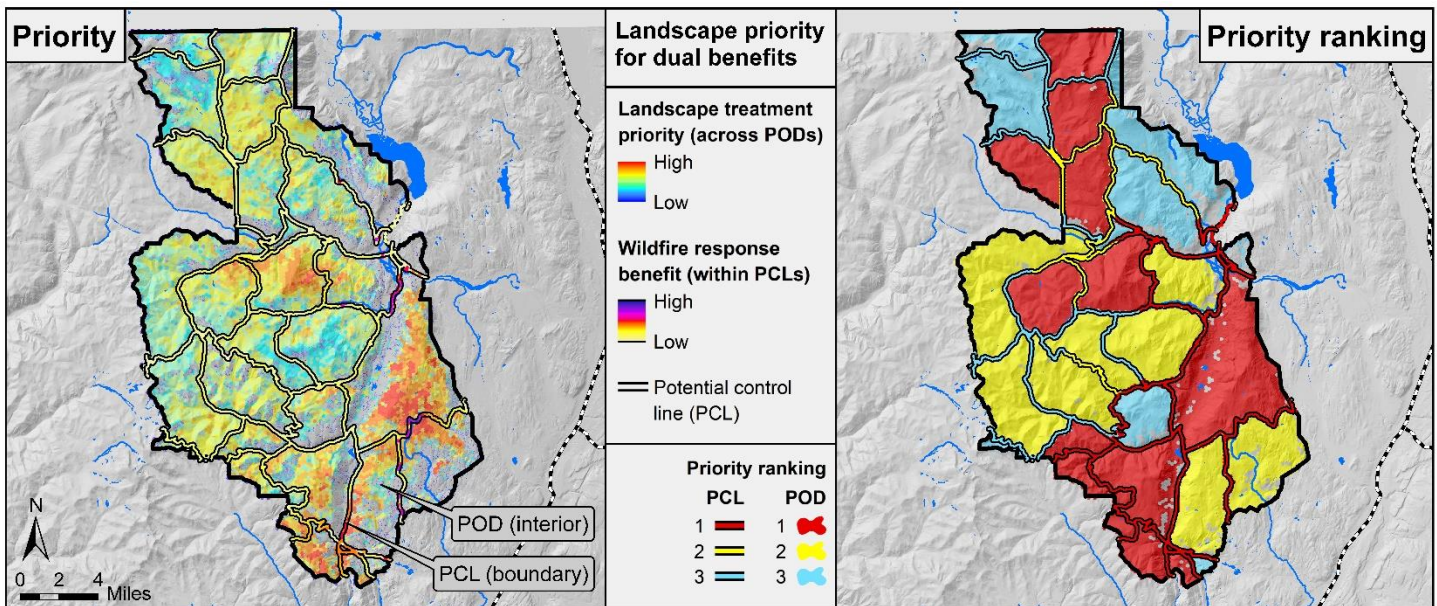 Priority
POD (interior)
PCL (boundary)
N
0 2 4
Miles
Landscape priority
for dual benefits
Landscape treatment
priority (across PODs)
High
Low
Wildfire response
benefit (within PCLs)
High
Low
Potential control
line (PCL)
Priority ranking
PCL POD
1 1
2 2
3 3
Priority ranking